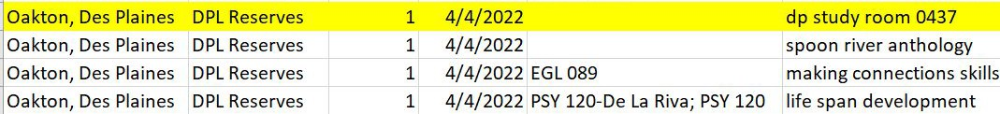 Oakton, Des Plaines DPL Reserves 1 4/4/2022 dp study room 0437
Oakton, Des Plaines DPL Reserves 1 4/4/2022 spoon river anthology
Oakton, Des Plaines DPL Reserves 1 4/4/2022 EGL 089 making connections skills
Oakton, Des Plaines DPL Reserves 1 4/4/2022 PSY 120-De La Riva; PSY 120 life span development